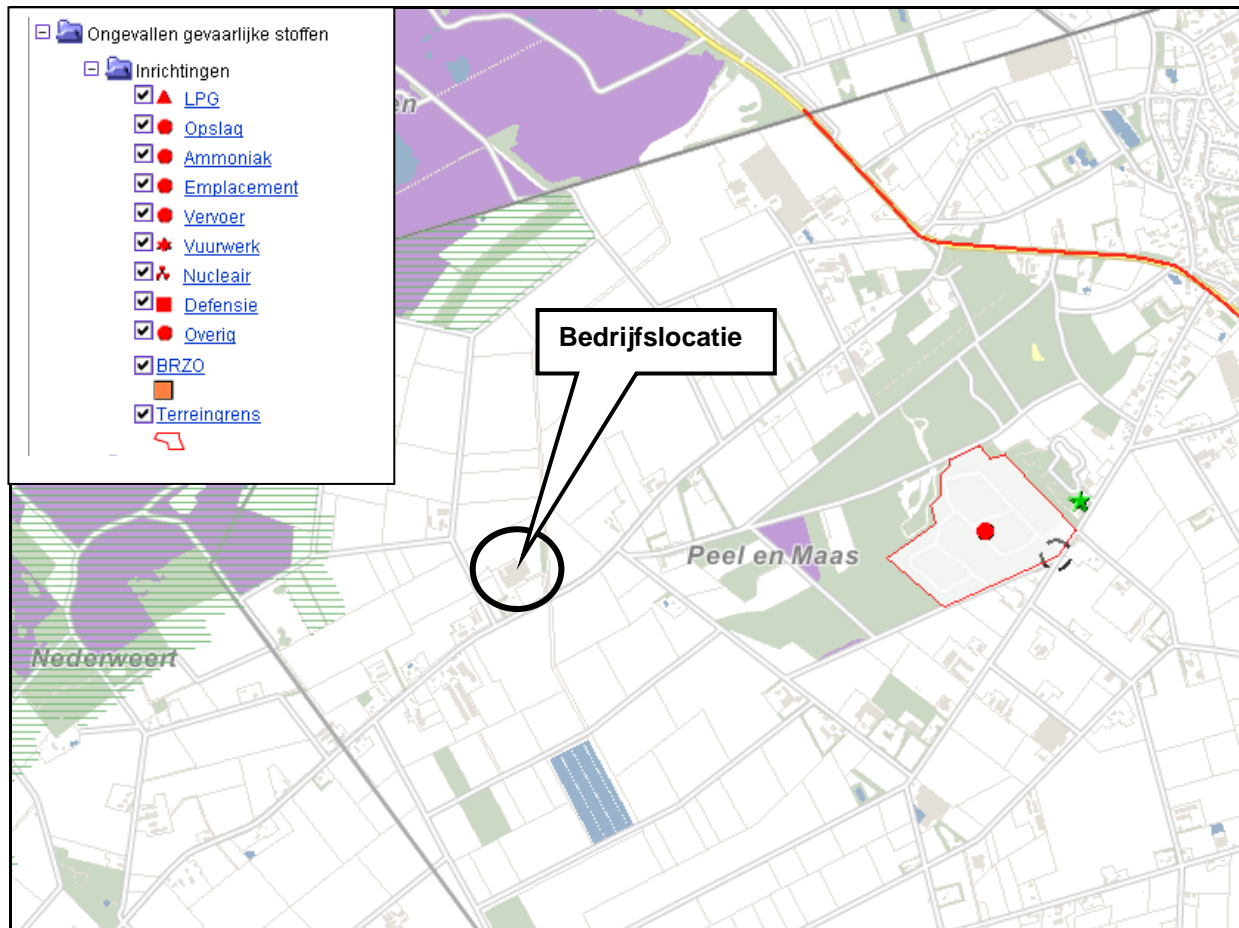 Ongevallen gevaarlijke stoffen
Inrichtingen
LPG
Opslag
Ammoniak
Emplacement
Vervoer
Vuurwerk
Nucleair
Defensie
Overig
BRZO
Terreingrens
en
Bedrijfslocatie
Peel en Maas
Nederweert